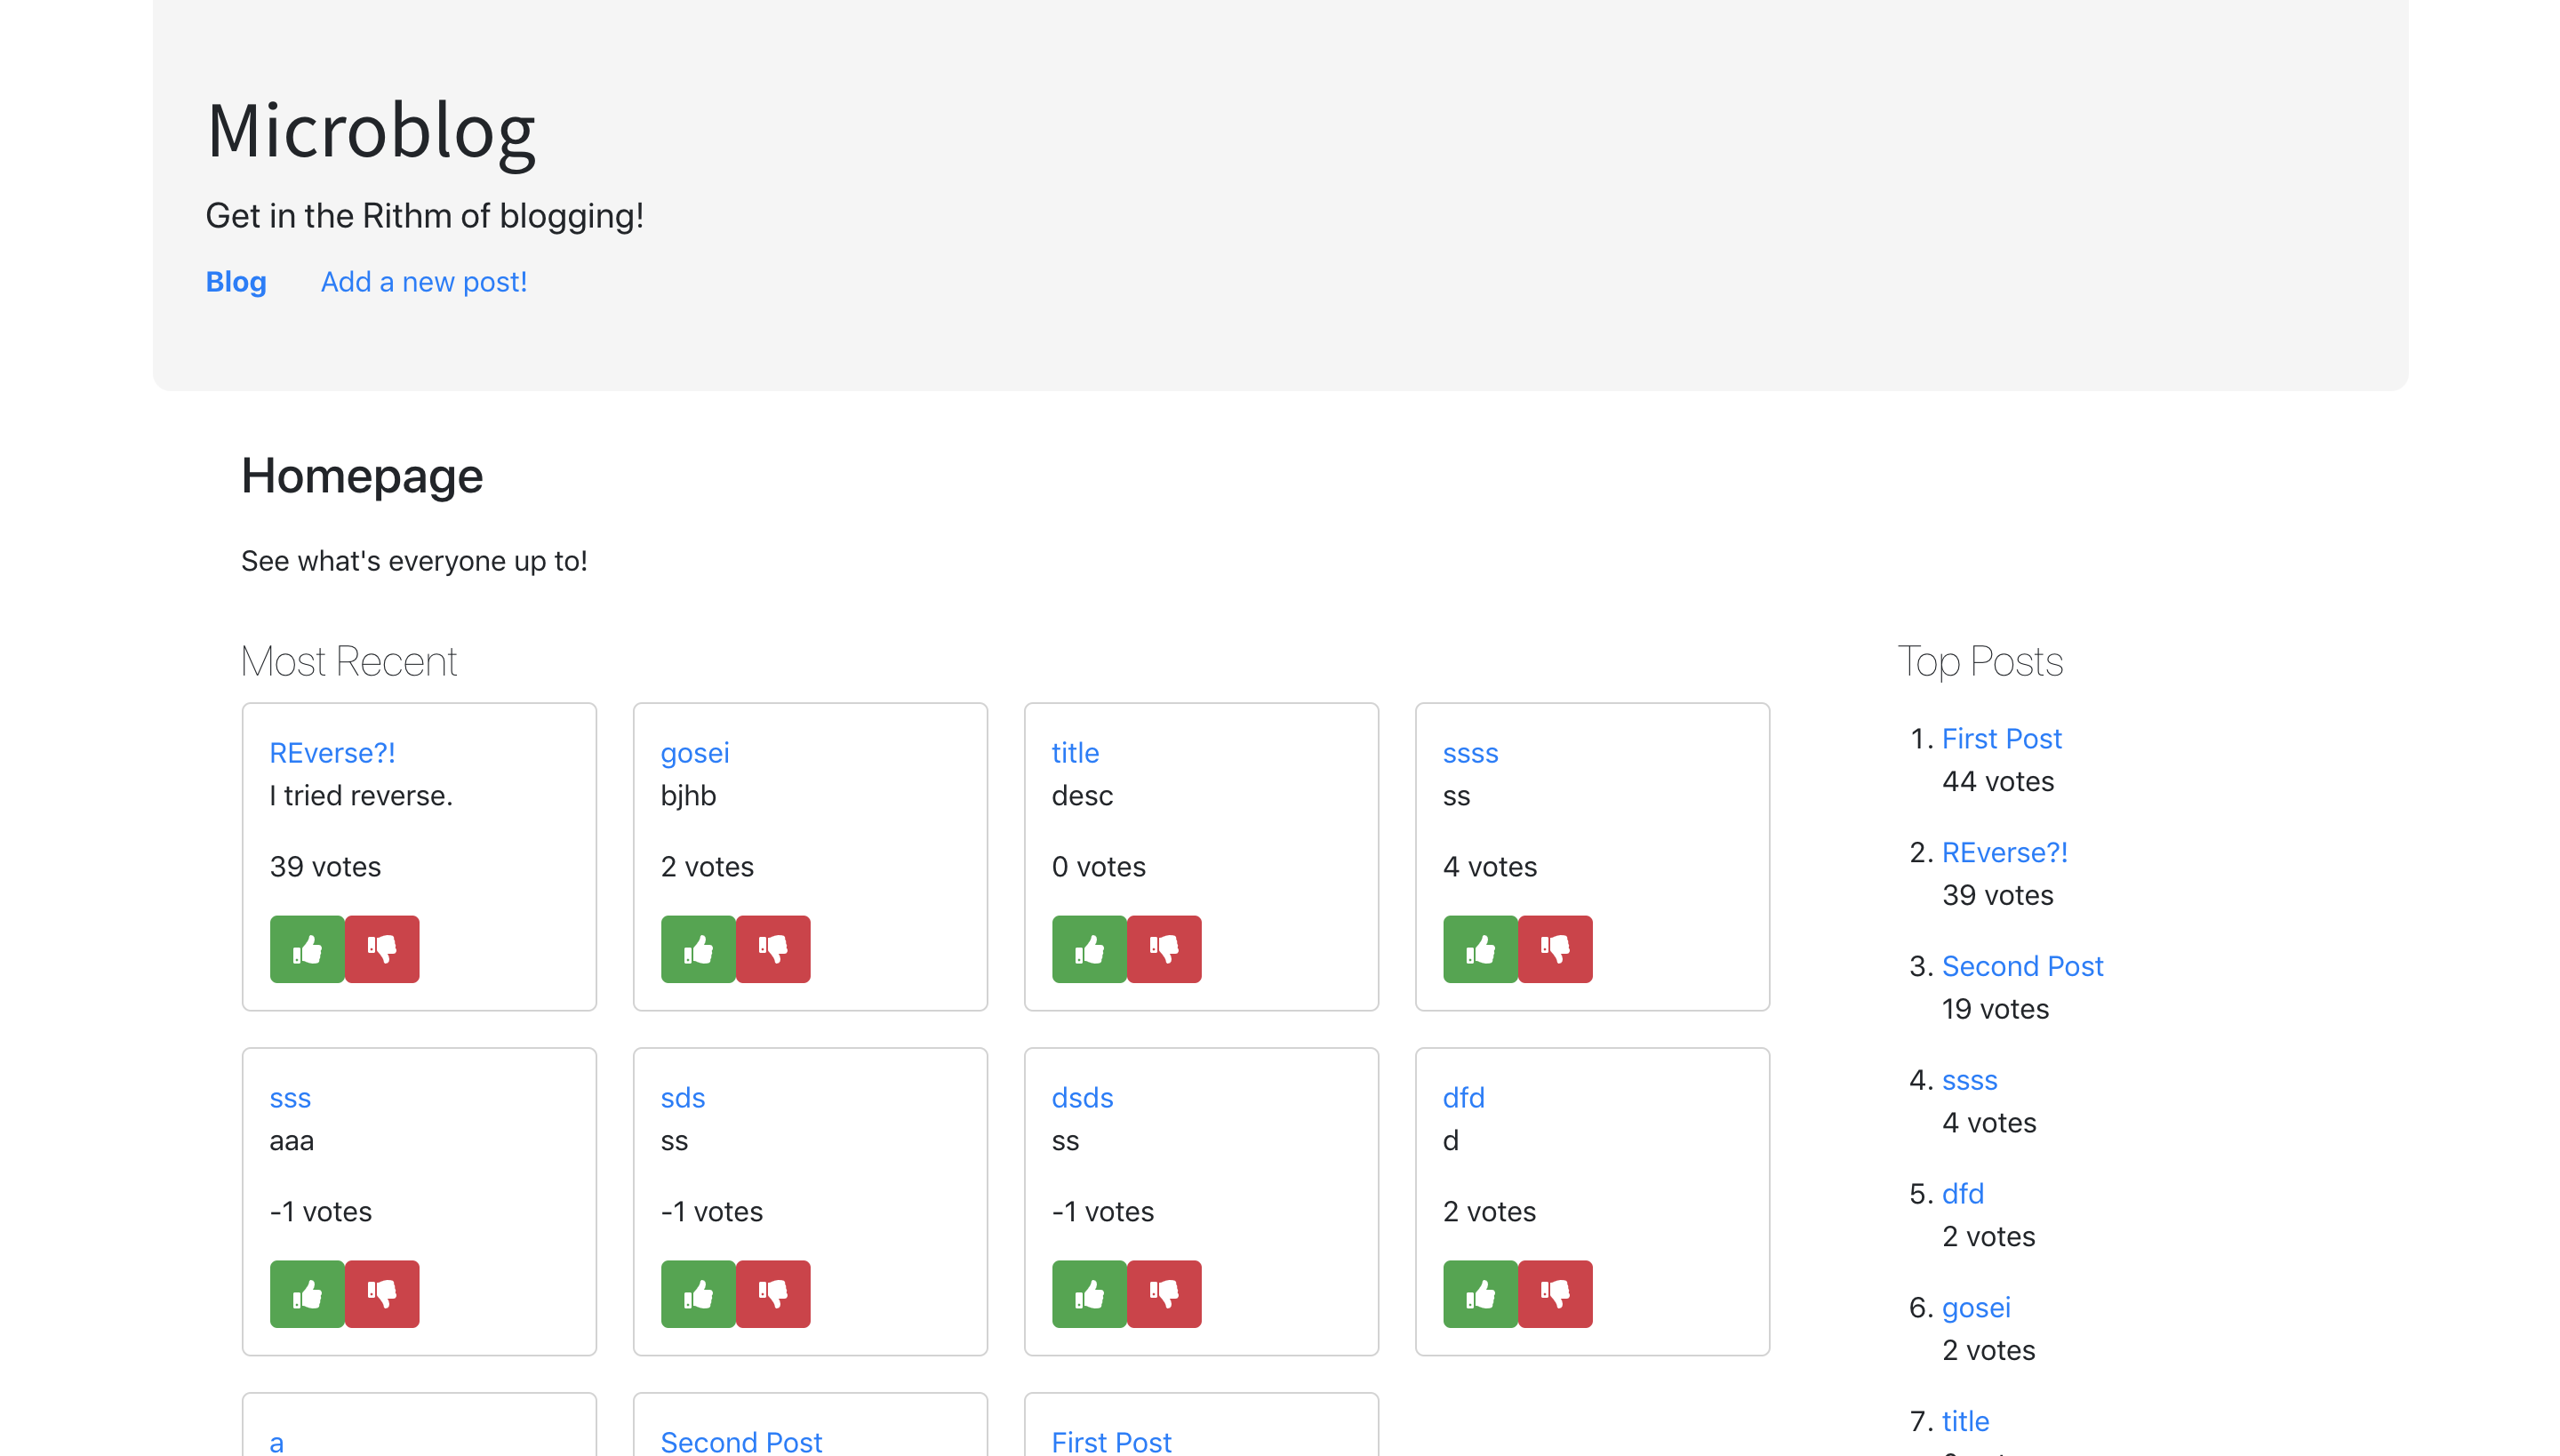 Microblog
Get in the Rithm of blogging!
Blog Add a new post!
Homepage
See what's everyone up to!
Most Recent
REverse?!
I tried reverse.
39 votes
gosei
bjhb
2 votes
title
desc
0 votes
ssss
ss
4 votes
sss
aaa
-1 votes
sds
ss
-1 votes
dsds
ss
-1 votes
dfd
d
2 votes
a
Second Post
First Post
Top Posts
1. First Post
44 votes
2. REverse?!
39 votes
3. Second Post
19 votes
4. ssss
4 votes
5. dfd
2 votes
6. gosei
2 votes
7. title